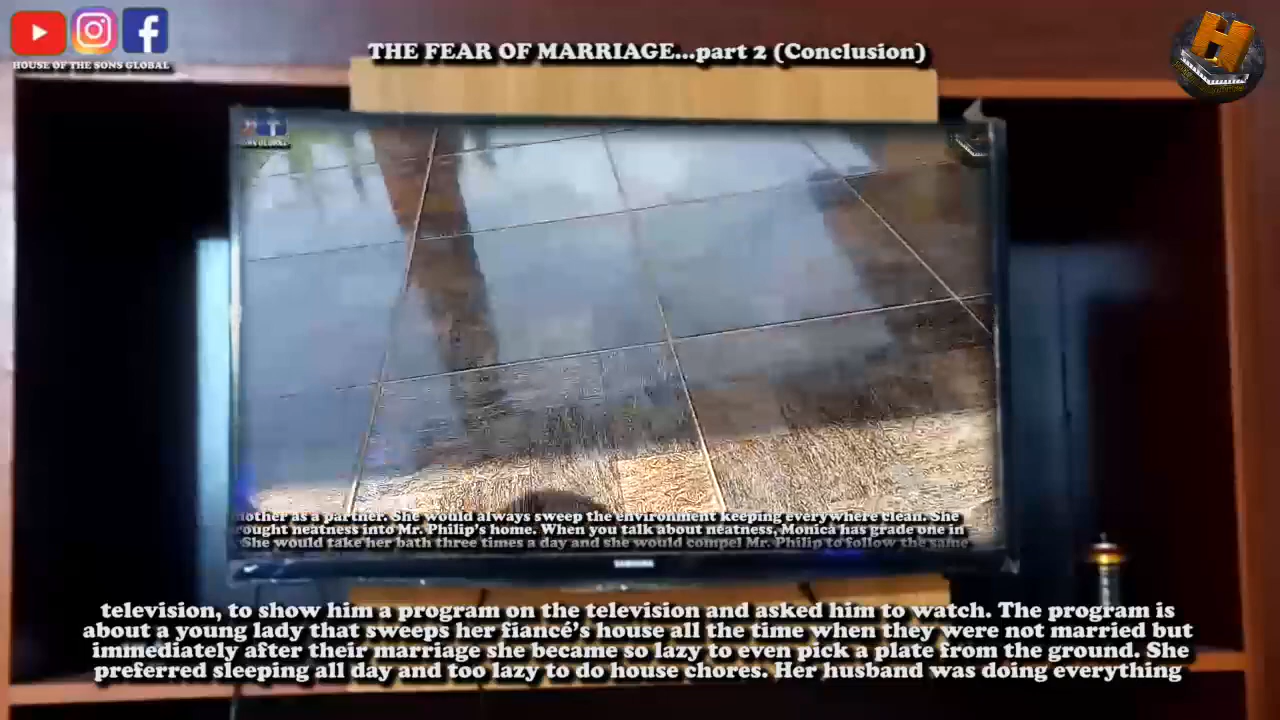 THE FEAR OF MARRIAGE...part 2 (Conclusion)
HOUSE OF THE SONS GLOBAL
H
mother as a partner. She would always sweep the environment keeping everywhere clean. She
brought neatness into Mr. Philip's home. When you talk about neatness, Monica has grade one in
She would take her bath three times a day and she would compel Mr. Philip to follow the same
SAMSUNG
television, to show him a program on the television and asked him to watch. The program is
about a young lady that sweeps her fiancé's house all the time when they were not married but
immediately after their marriage she became so lazy to even pick a plate from the ground. She
preferred sleeping all day and too lazy to do house chores. Her husband was doing everything